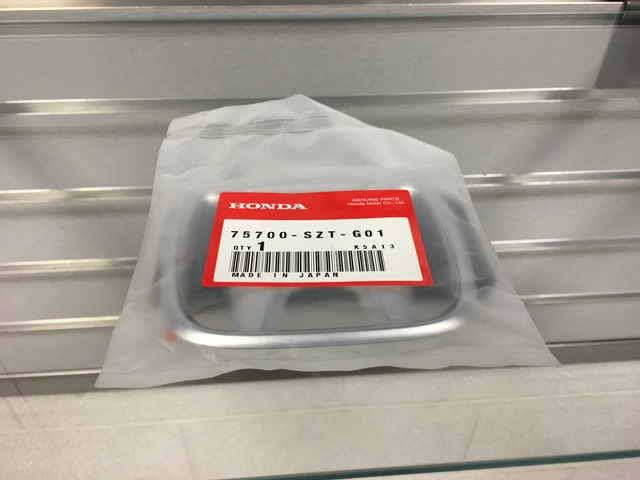 HONDA
GENUINE PARTS
Honda Motor Co., Ltd.
75700-SZT-G01
QTY 1 KSA13
MADE IN JAPAN